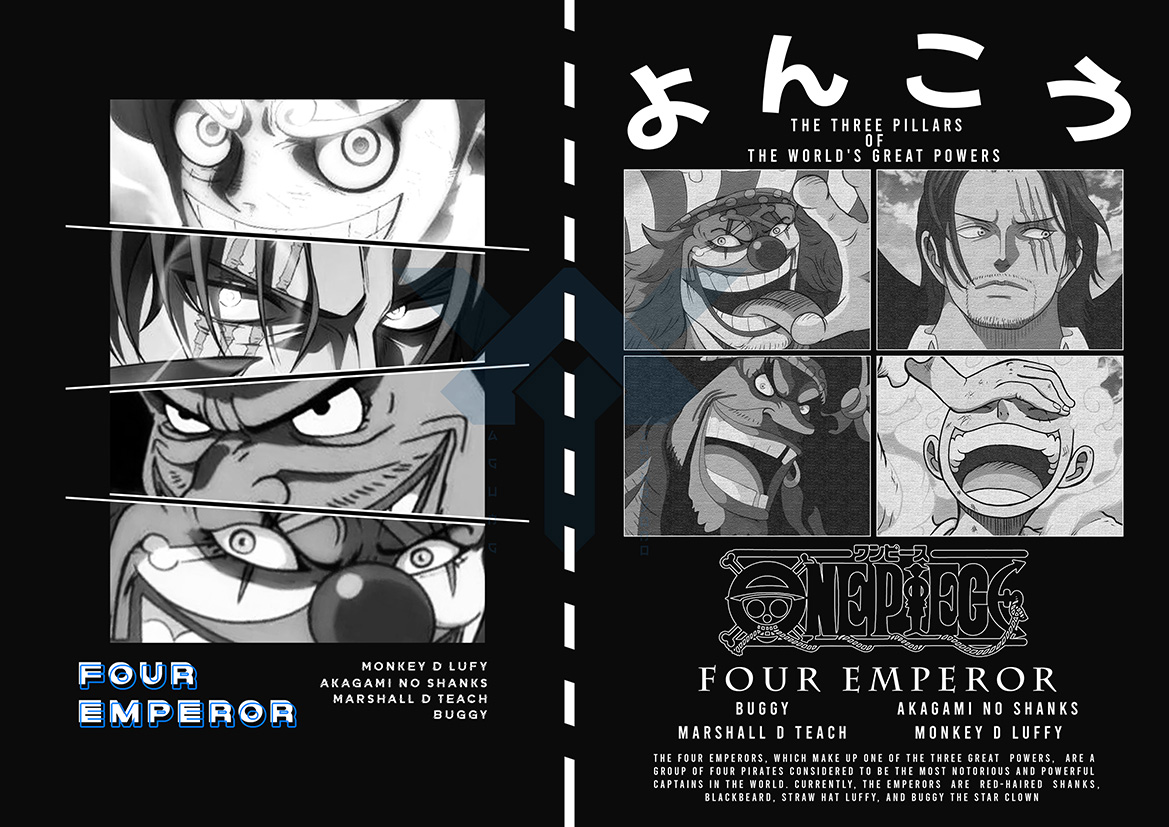 FOUR
EMPEROR
MONKEY D LUFY
AKAGAMI NO SHANKS
MARSHALL D TEACH
BUGGY
よんこう
THE THREE PILLARS
OF
THE WORLD'S GREAT POWERS
ワンピース
ONE PIECE
FOUR EMPEROR
BUGGY AKAGAMI NO SHANKS
MARSHALL D TEACH MONKEY D LUFFY
THE FOUR EMPERORS, WHICH MAKE UP ONE OF THE THREE GREAT POWERS, ARE A
GROUP OF FOUR PIRATES CONSIDERED TO BE THE MOST NOTORIOUS AND POWERFUL
CAPTAINS IN THE WORLD. CURRENTLY, THE EMPERORS ARE RED-HAIRED SHANKS,
BLACKBEARD, STRAW HAT LUFFY, AND BUGGY THE STAR CLOWN